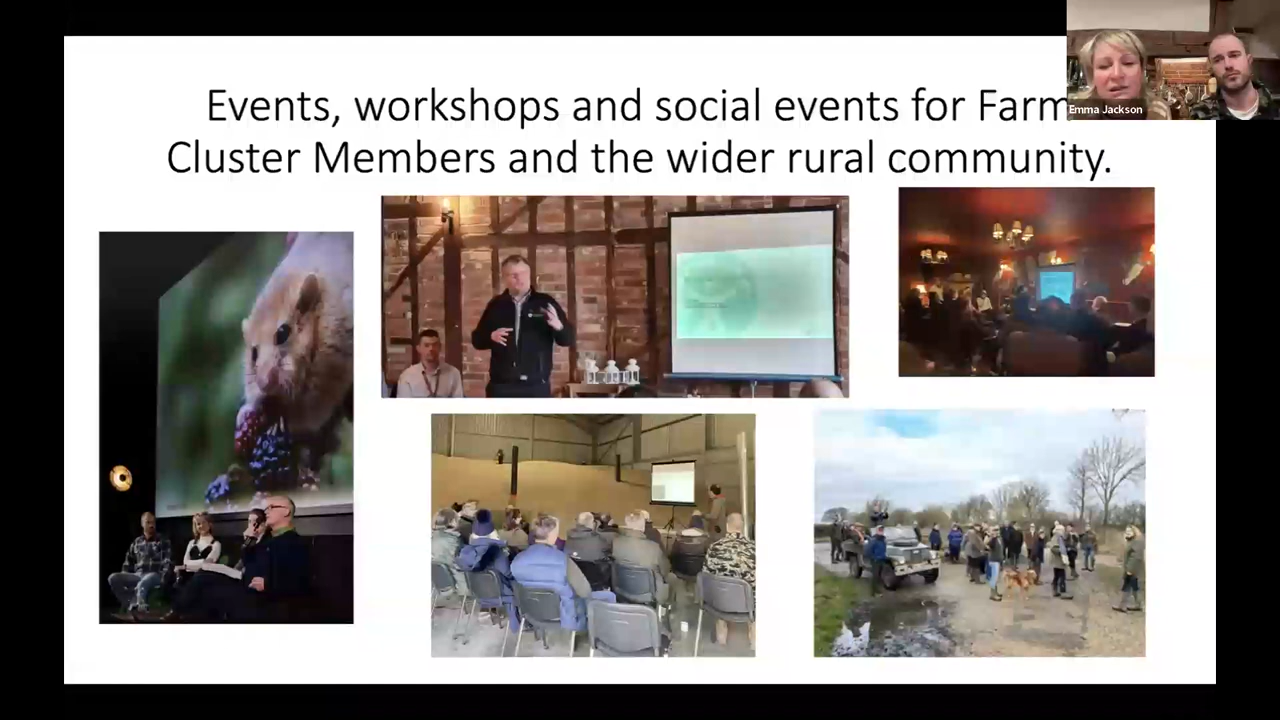 Events, workshops and social events for Farm
Cluster Members and the wider rural community.
Emma Jackson